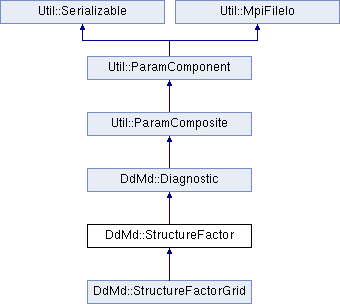 Util::Serializable
Util::MpiFileIo
Util::ParamComponent
Util::ParamComposite
DdMd::Diagnostic
DdMd::StructureFactor
DdMd::StructureFactorGrid